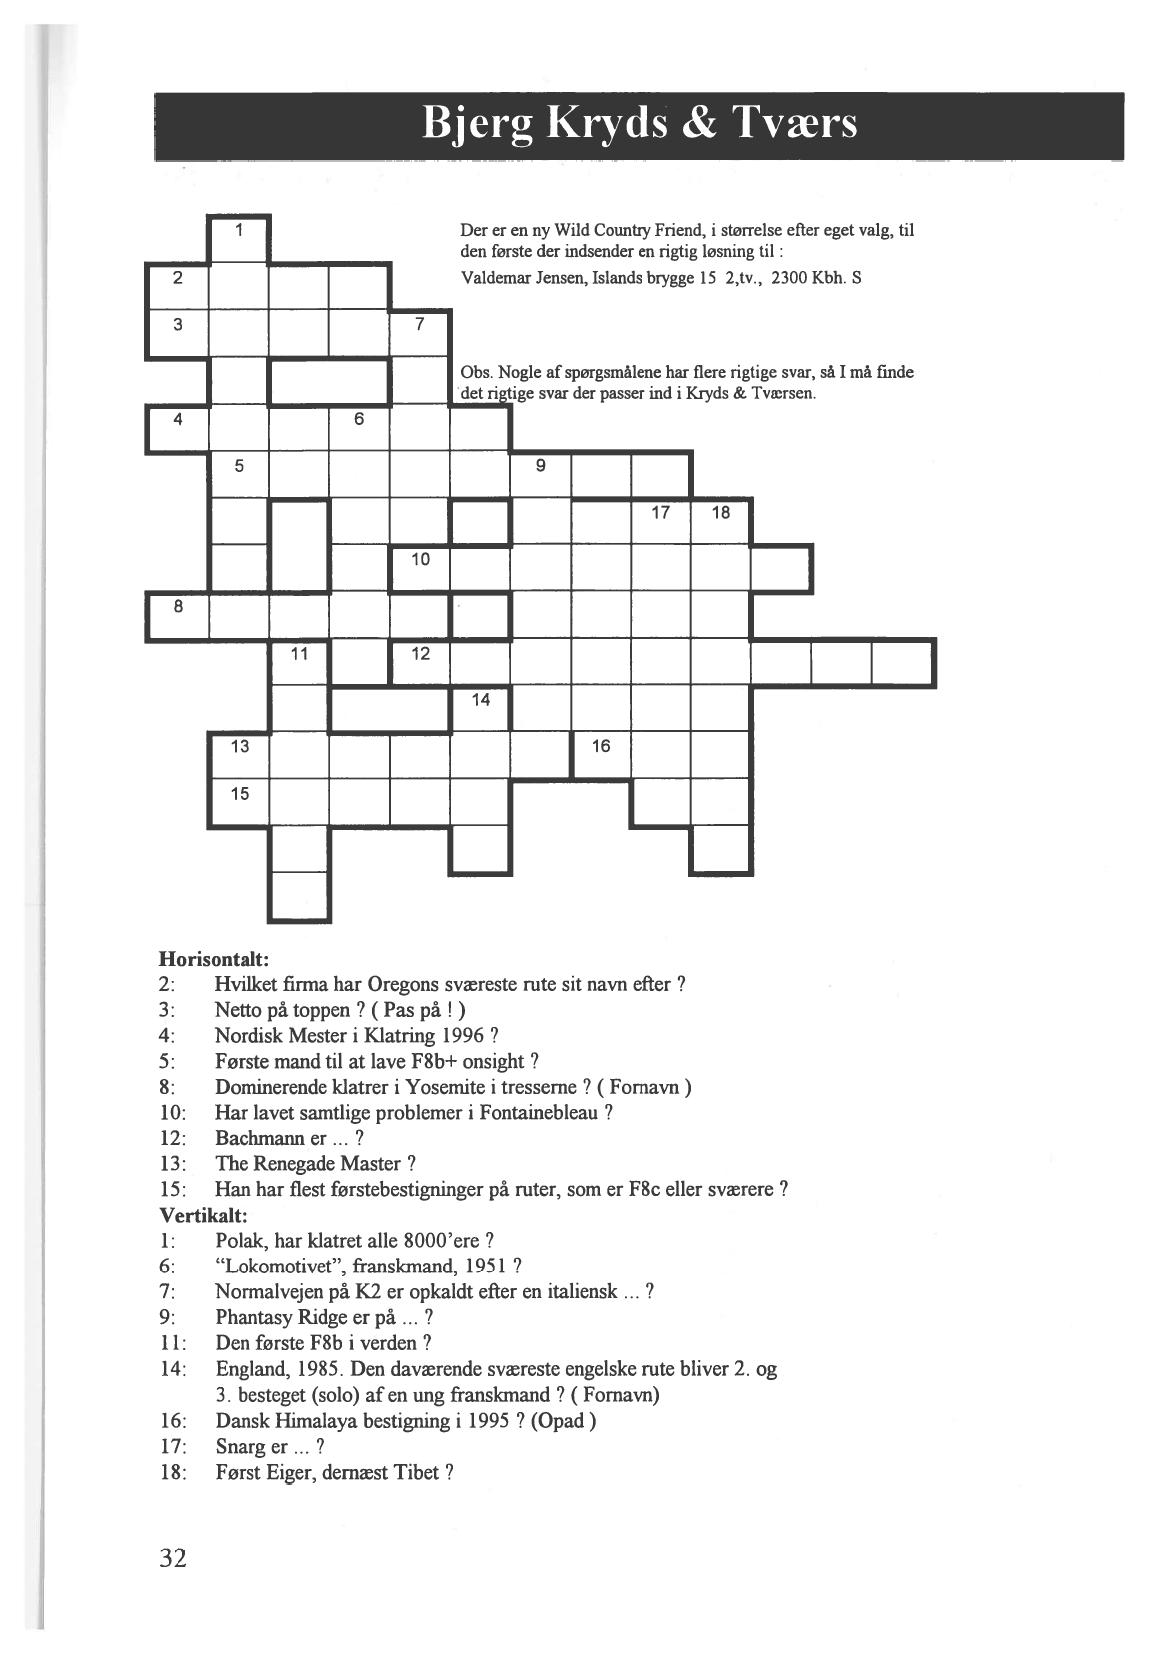 Bjerg Kryds & Tværs
Der er en ny Wild Country Friend, i størrelse efter eget valg, til
den første der indsender en rigtig løsning til :
Valdemar Jensen, Islands brygge 15 2,tv., 2300 Kbh. S
Obs. Nogle af spørgsmålene har flere rigtige svar, så I må finde
det rigtige svar der passer ind i Kryds & Tværsen.
1
2
3 7
4 6
5 9
17 18
10
8
11 12
14
13 16
15
Horisontalt:
2: Hvilket firma har Oregons sværeste rute sit navn efter ?
3: Netto på toppen ? ( Pas på ! )
4: Nordisk Mester i Klatring 1996 ?
5: Første mand til at lave F8b+ onsight ?
8: Dominerende klatrer i Yosemite i tresserne ? ( Fornavn )
10: Har lavet samtlige problemer i Fontainebleau ?
12: Bachmann er ... ?
13: The Renegade Master ?
15: Han har flest førstebestigninger på ruter, som er F8c eller sværere ?
Vertikalt:
1: Polak, har klatret alle 8000'ere ?
6: “Lokomotivet”, franskmand, 1951 ?
7: Normalvejen på K2 er opkaldt efter en italiensk ... ?
9: Phantasy Ridge er på ... ?
11: Den første F8b i verden ?
14: England, 1985. Den daværende sværeste engelske rute bliver 2. og
3. besteget (solo) af en ung franskmand ? ( Fornavn)
16: Dansk Himalaya bestigning i 1995 ? (Opad )
17: Snarg er ... ?
18: Først Eiger, dernæst Tibet ?
32